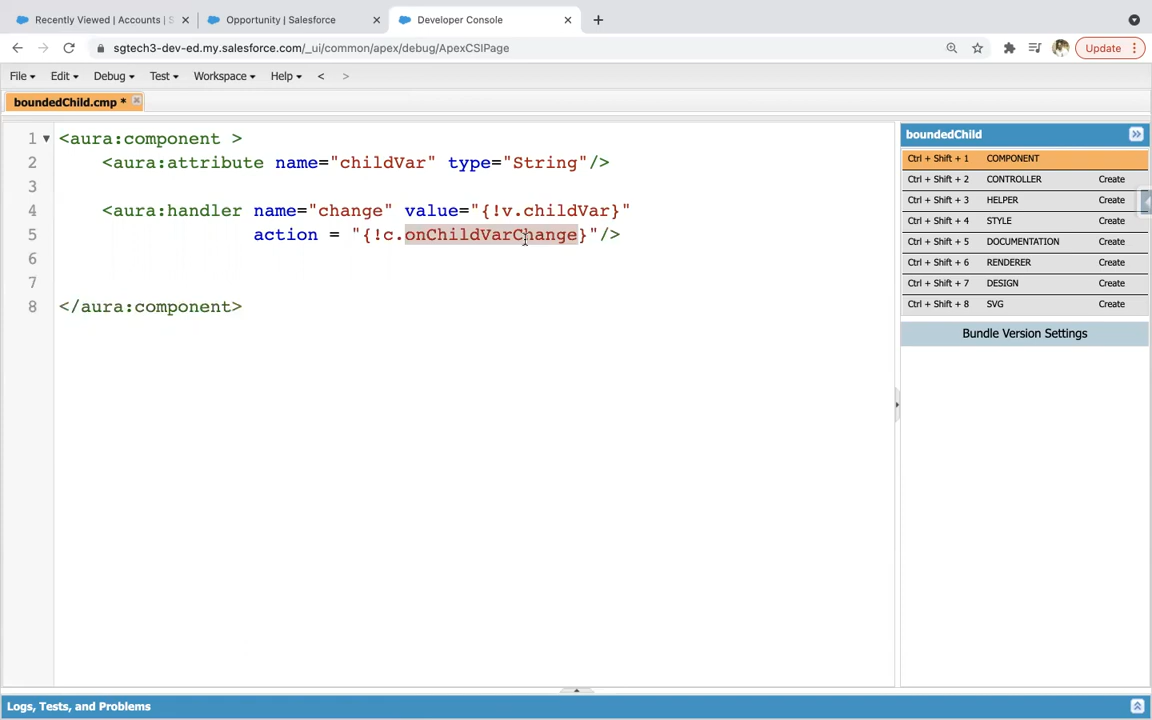 Recently Viewed | Accounts | S
Opportunity | Salesforce
Developer Console
sgtech3-dev-ed.my.salesforce.com/_ui/common/apex/debug/ApexCSIPage
Update
File Edit Debug Test Workspace Help < >
boundedChild.cmp *
1 <aura:component >
2 <aura:attribute name="childVar" type="String"/>
3
4 <aura:handler name="change" value="{!v.childVar}"
5 action = "{!c.onChildVarChange}"/>
6
7
8 </aura:component>
boundedChild
Ctrl + Shift + 1 COMPONENT
Ctrl + Shift + 2 CONTROLLER Create
Ctrl + Shift + 3 HELPER Create
Ctrl + Shift + 4 STYLE Create
Ctrl + Shift + 5 DOCUMENTATION Create
Ctrl + Shift + 6 RENDERER Create
Ctrl + Shift + 7 DESIGN Create
Ctrl + Shift + 8 SVG Create
Bundle Version Settings
Logs, Tests, and Problems